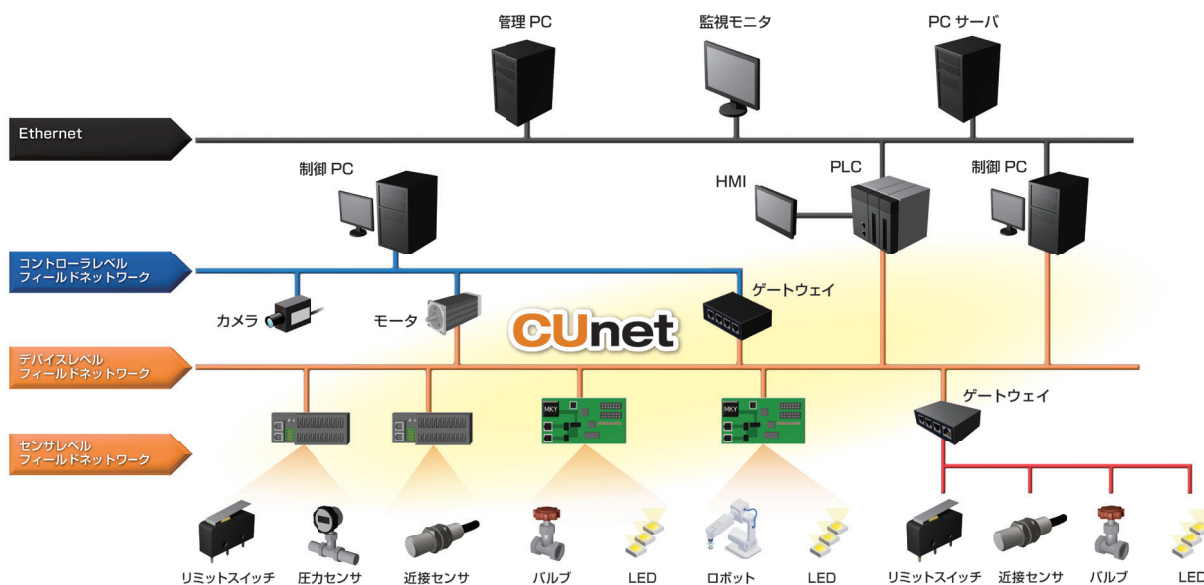 管理 PC
監視モニタ
PC サーバ
Ethernet
制御 PC
HMI
PLC
制御 PC
コントローラレベル
フィールドネットワーク
カメラ
モータ
ゲートウェイ
CUnet
デバイスレベル
フィールドネットワーク
ゲートウェイ
MKY
MKY
センサレベル
フィールドネットワーク
リミットスイッチ
圧力センサ
近接センサ
バルブ
LED
ロボット
LED
リミットスイッチ
近接センサ
バルブ
LED